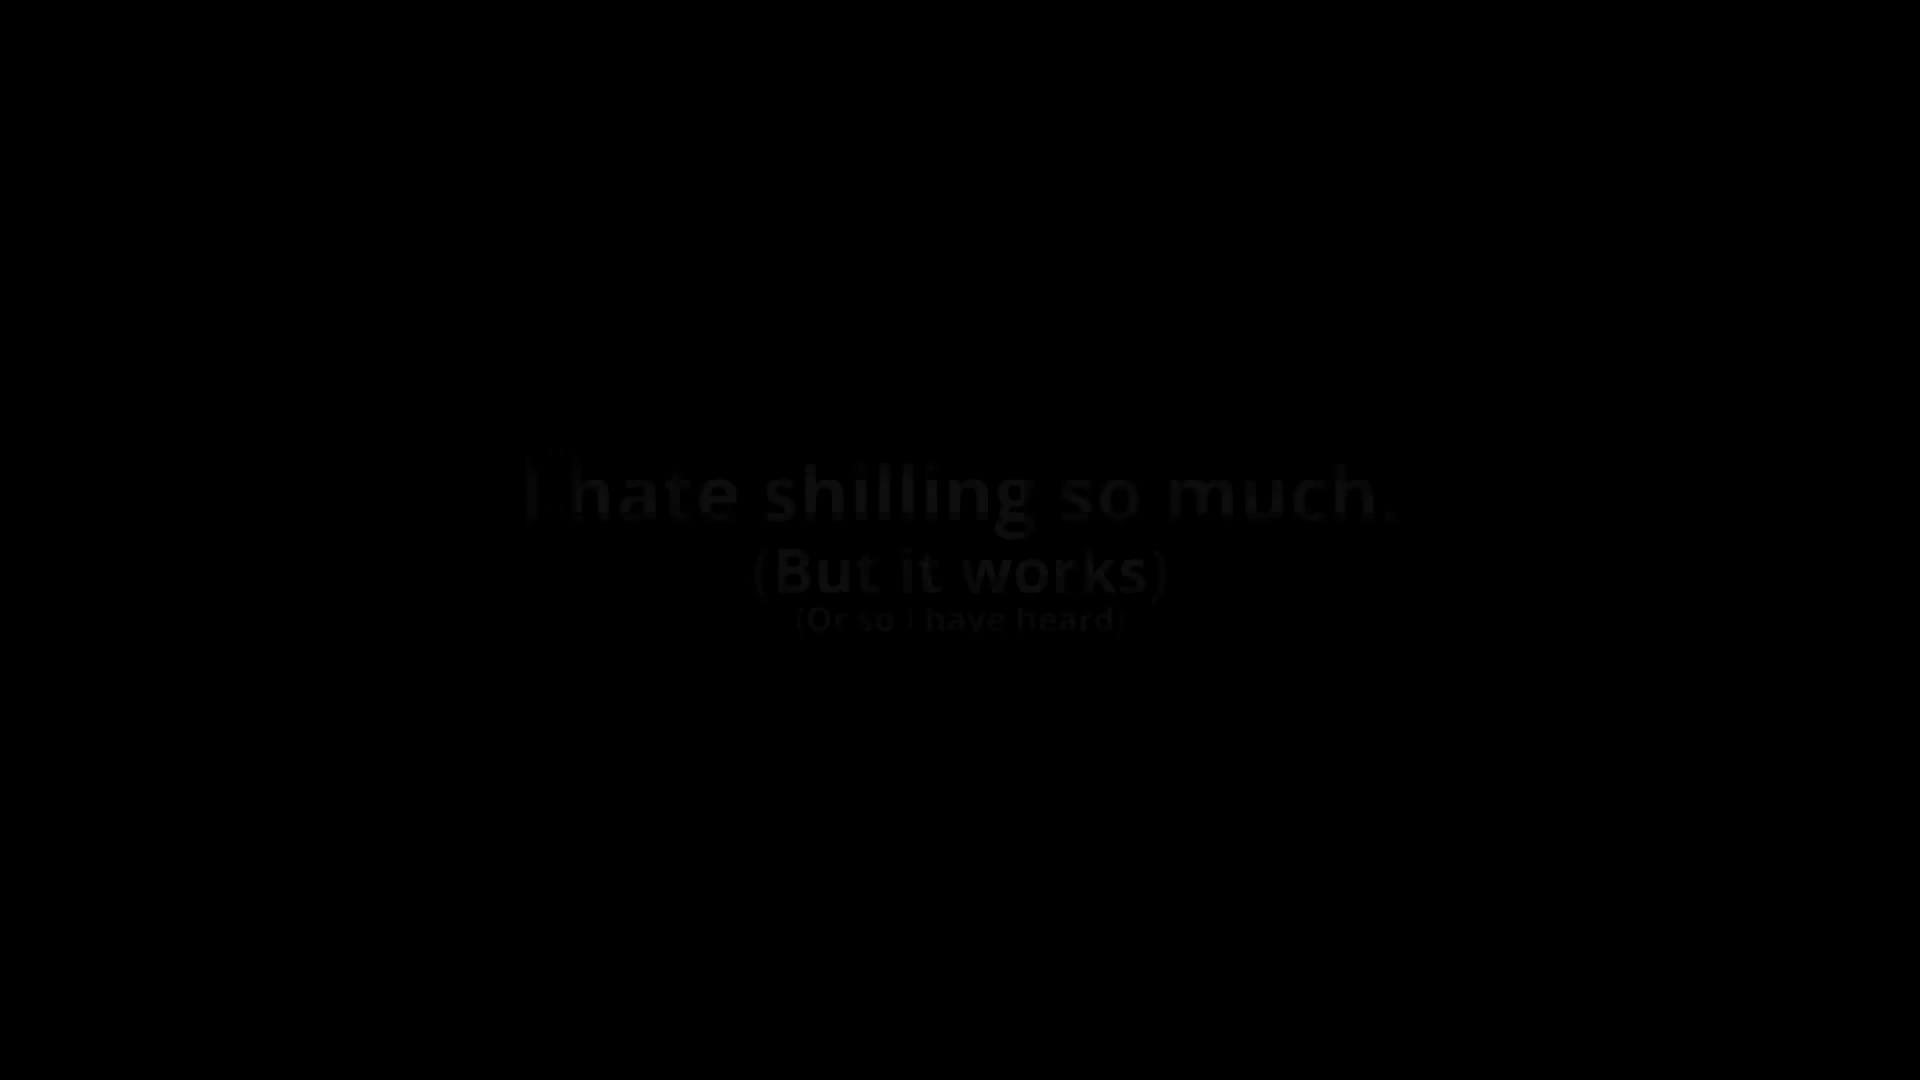 I hate shilling so much.
(But it works)
(Or so I have heard)